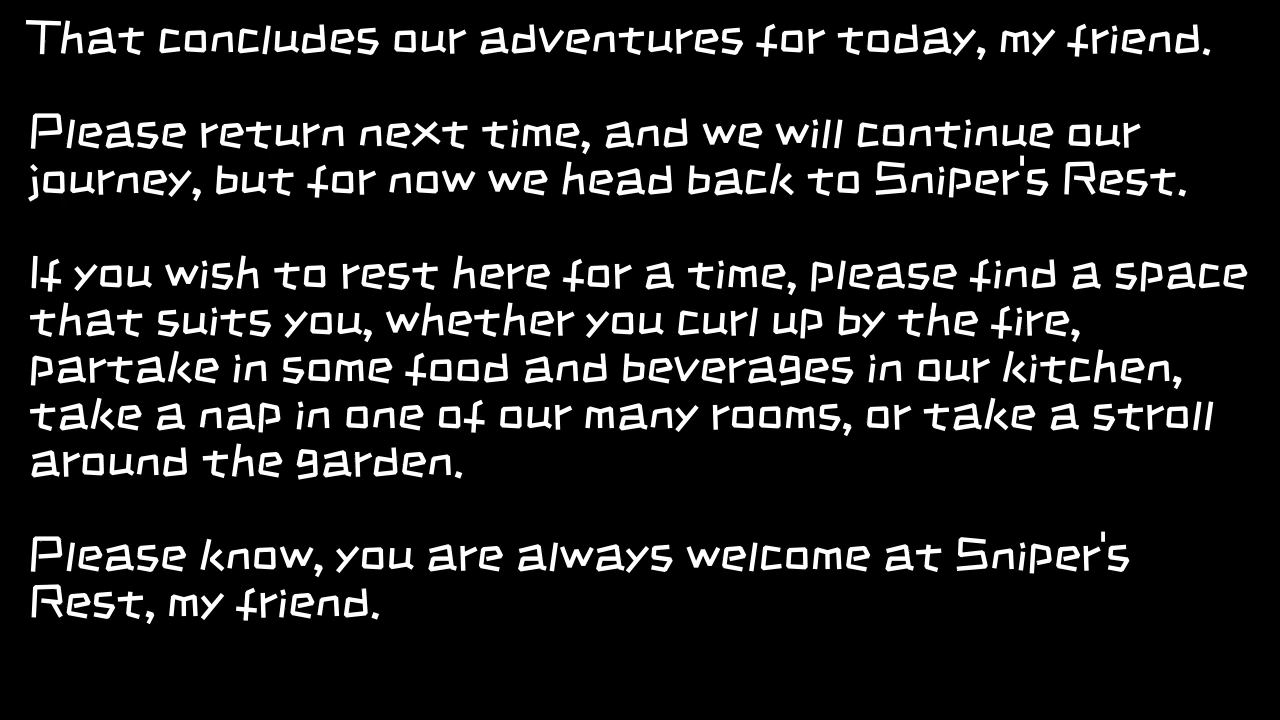 That concludes our adventures for today, my friend.
Please return next time, and we will continue our
journey, but for now we head back to Sniper's Rest.
If you wish to rest here for a time, please find a space
that suits you, whether you curl up by the fire,
partake in some food and beverages in our kitchen,
take a nap in one of our many rooms, or take a stroll
around the garden.
Please know, you are always welcome at Sniper's
Rest, my friend.